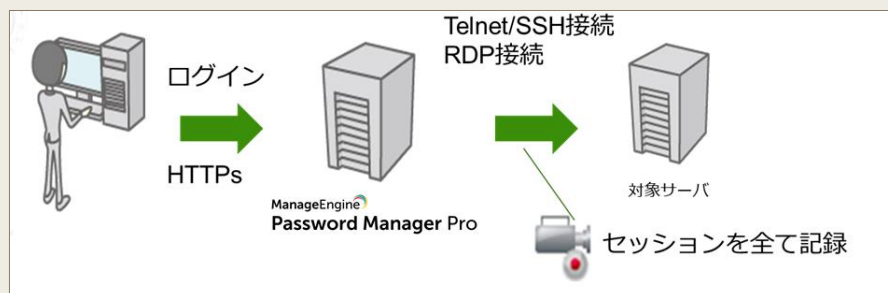 ログイン
HTTPs
ManageEngine
Password Manager Pro
Telnet/SSH接続
RDP接続
対象サーバ
セッションを全て記録